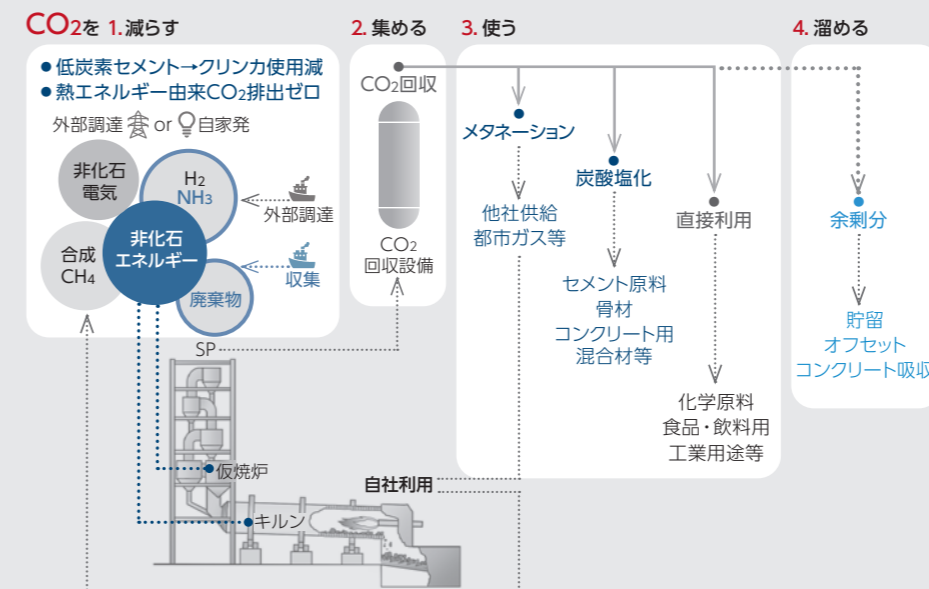 CO2を 1. 減らす
● 低炭素セメント→クリンカ使用減
● 熱エネルギー由来CO2排出ゼロ
外部調達 or 自家発
非化石
電気
H2
NH3
外部調達
非化石
エネルギー
合成
CH4
収集
廃棄物
2. 集める
CO2回収
CO2
回収設備
3. 使う
メタネーション
他社供給
都市ガス等
炭酸塩化
セメント原料
骨材
コンクリート用
混合材等
直接利用
化学原料
食品・飲料用
工業用途等
4. 溜める
余剰分
貯留
オフセット
コンクリート吸収
SP
仮焼炉
キルン
自社利用